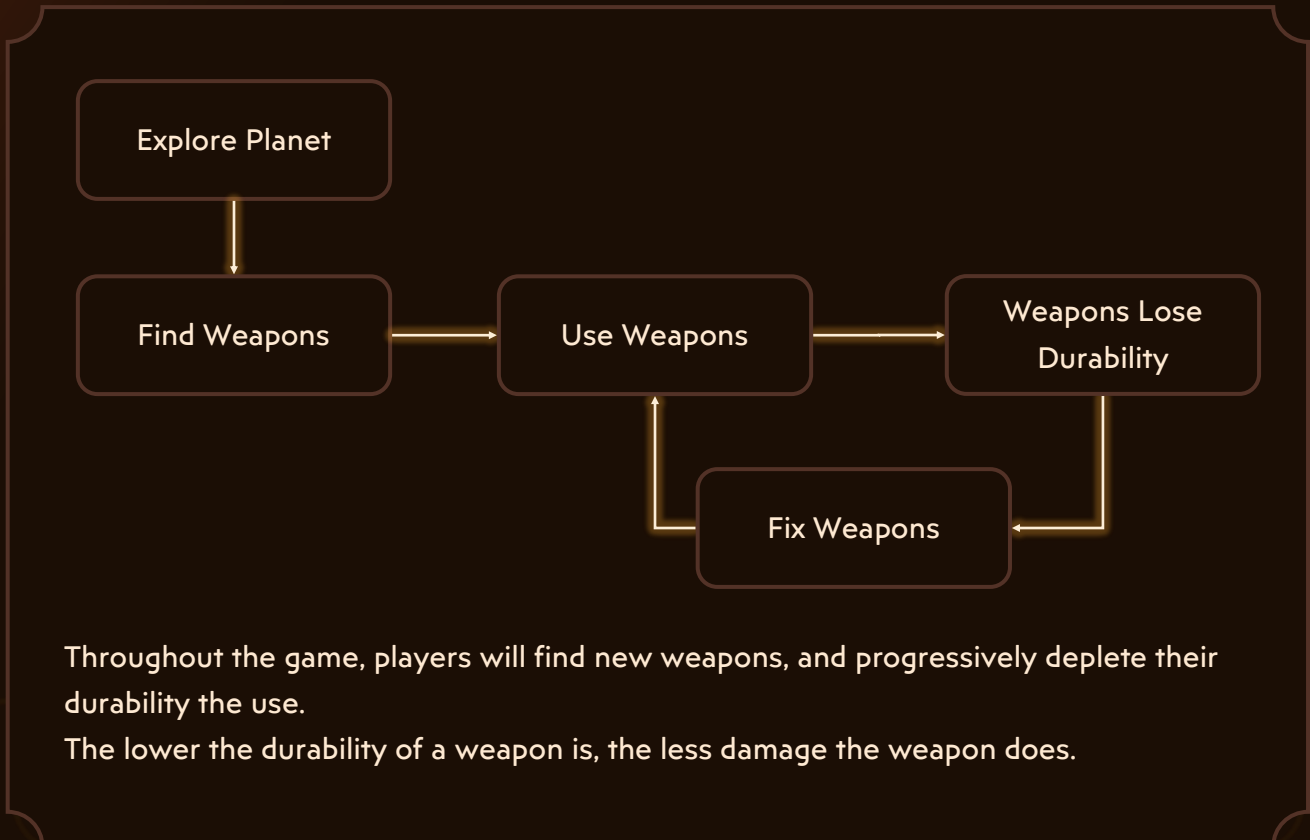 Explore Planet
Find Weapons
Use Weapons
Weapons Lose
Durability
Fix Weapons
Throughout the game, players will find new weapons, and progressively deplete their
durability the use.
The lower the durability of a weapon is, the less damage the weapon does.